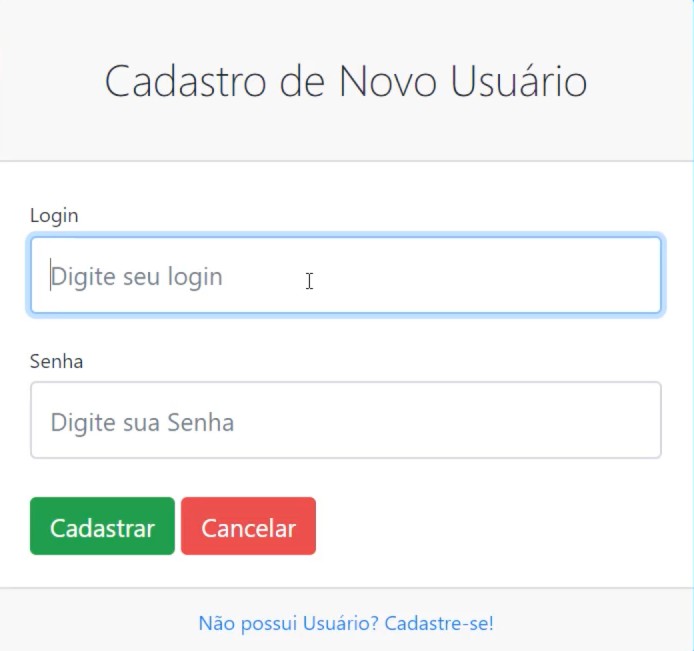 Cadastro de Novo Usuário
Login
Digite seu login
Senha
Digite sua Senha
Cadastrar Cancelar
Não possui Usuário? Cadastre-se!